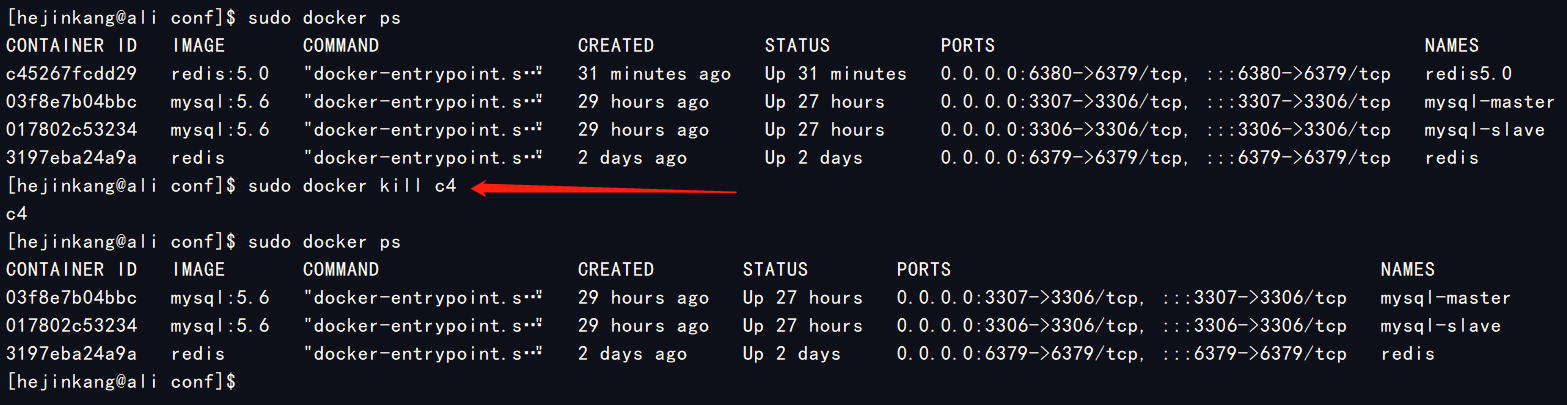 [hejinkang@ali conf]$ sudo docker ps
CONTAINER ID   IMAGE       COMMAND                  CREATED          STATUS          PORTS                                       NAMES
c45267fcdd29   redis:5.0   "docker-entrypoint.s…"   31 minutes ago   Up 31 minutes   0.0.0.0:6380->6379/tcp, :::6380->6379/tcp   redis5.0
03f8e7b04bbc   mysql:5.6   "docker-entrypoint.s…"   29 hours ago     Up 27 hours     0.0.0.0:3307->3306/tcp, :::3307->3306/tcp   mysql-master
017802c53234   mysql:5.6   "docker-entrypoint.s…"   29 hours ago     Up 27 hours     0.0.0.0:3306->3306/tcp, :::3306->3306/tcp   mysql-slave
3197eba24a9a   redis       "docker-entrypoint.s…"   2 days ago       Up 2 days       0.0.0.0:6379->6379/tcp, :::6379->6379/tcp   redis
[hejinkang@ali conf]$ sudo docker kill c4
c4
[hejinkang@ali conf]$ sudo docker ps
CONTAINER ID   IMAGE       COMMAND                  CREATED        STATUS        PORTS                                       NAMES
03f8e7b04bbc   mysql:5.6   "docker-entrypoint.s…"   29 hours ago   Up 27 hours   0.0.0.0:3307->3306/tcp, :::3307->3306/tcp   mysql-master
017802c53234   mysql:5.6   "docker-entrypoint.s…"   29 hours ago   Up 27 hours   0.0.0.0:3306->3306/tcp, :::3306->3306/tcp   mysql-slave
3197eba24a9a   redis       "docker-entrypoint.s…"   2 days ago     Up 2 days     0.0.0.0:6379->6379/tcp, :::6379->6379/tcp   redis
[hejinkang@ali conf]$